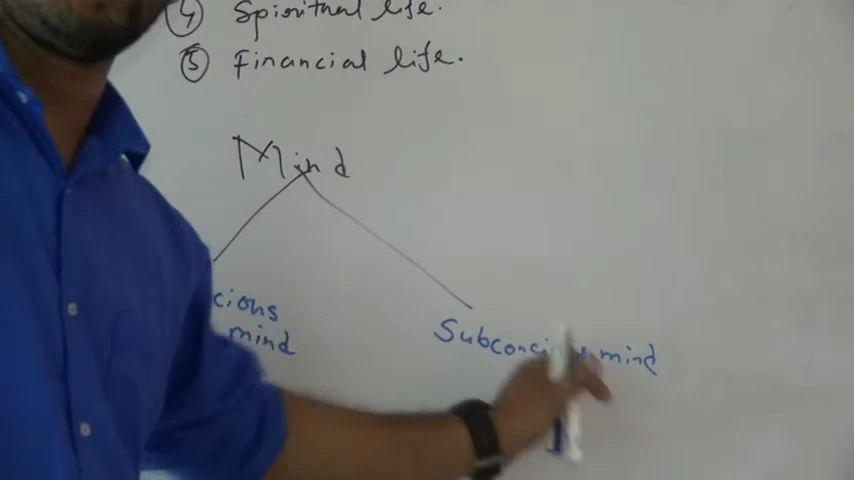 ④ Spiritual life.
⑤ Financial life.
Mind
cious
mind
Subconcious mind